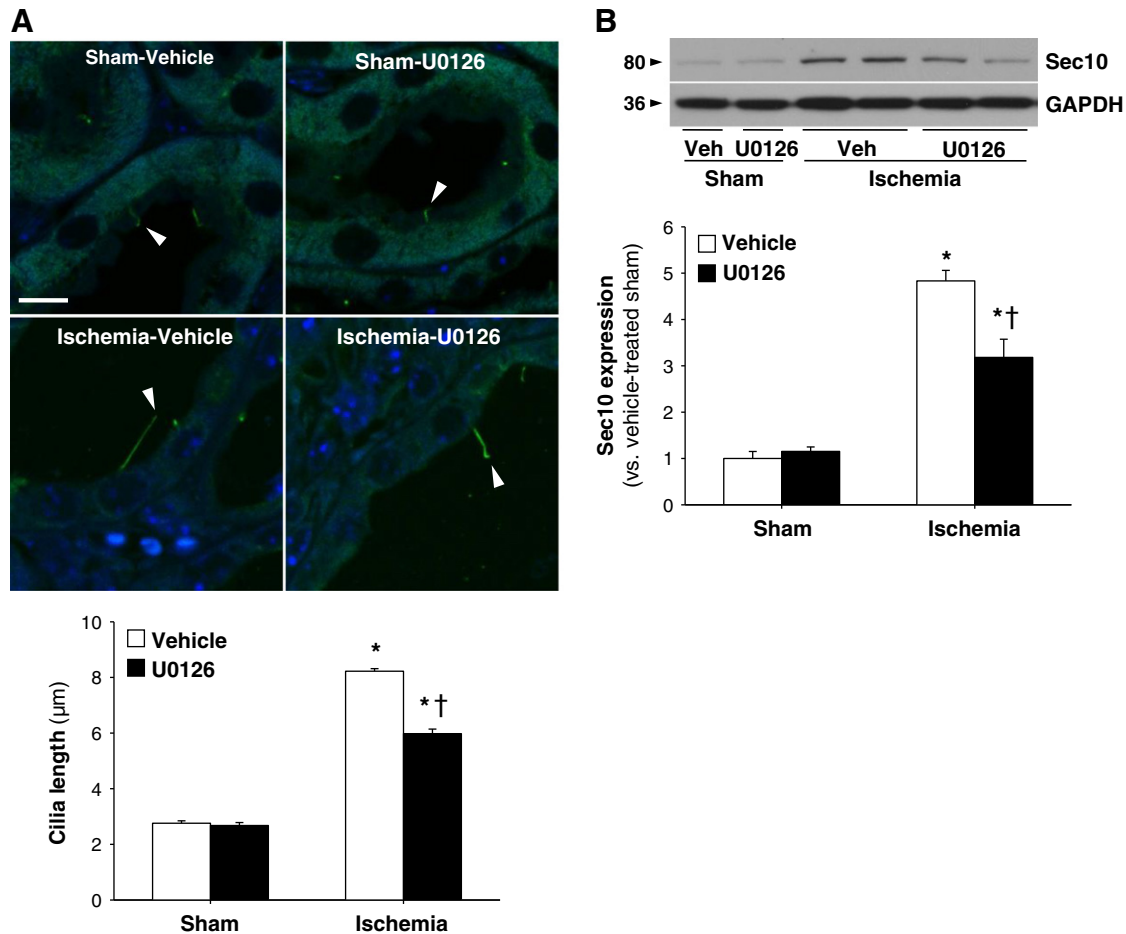 A
Sham-Vehicle
Sham-U0126
Ischemia-Vehicle
Ischemia-U0126
10
8
6
4
2
0
Cilia length (µm)
Vehicle
U0126
*
*†
Sham
Ischemia
B
80
Sec10
36
GAPDH
Veh U0126 Veh U0126
Sham Ischemia
6
5
4
3
2
1
0
Sec10 expression
(vs. vehicle-treated sham)
Vehicle
U0126
*
*†
Sham
Ischemia